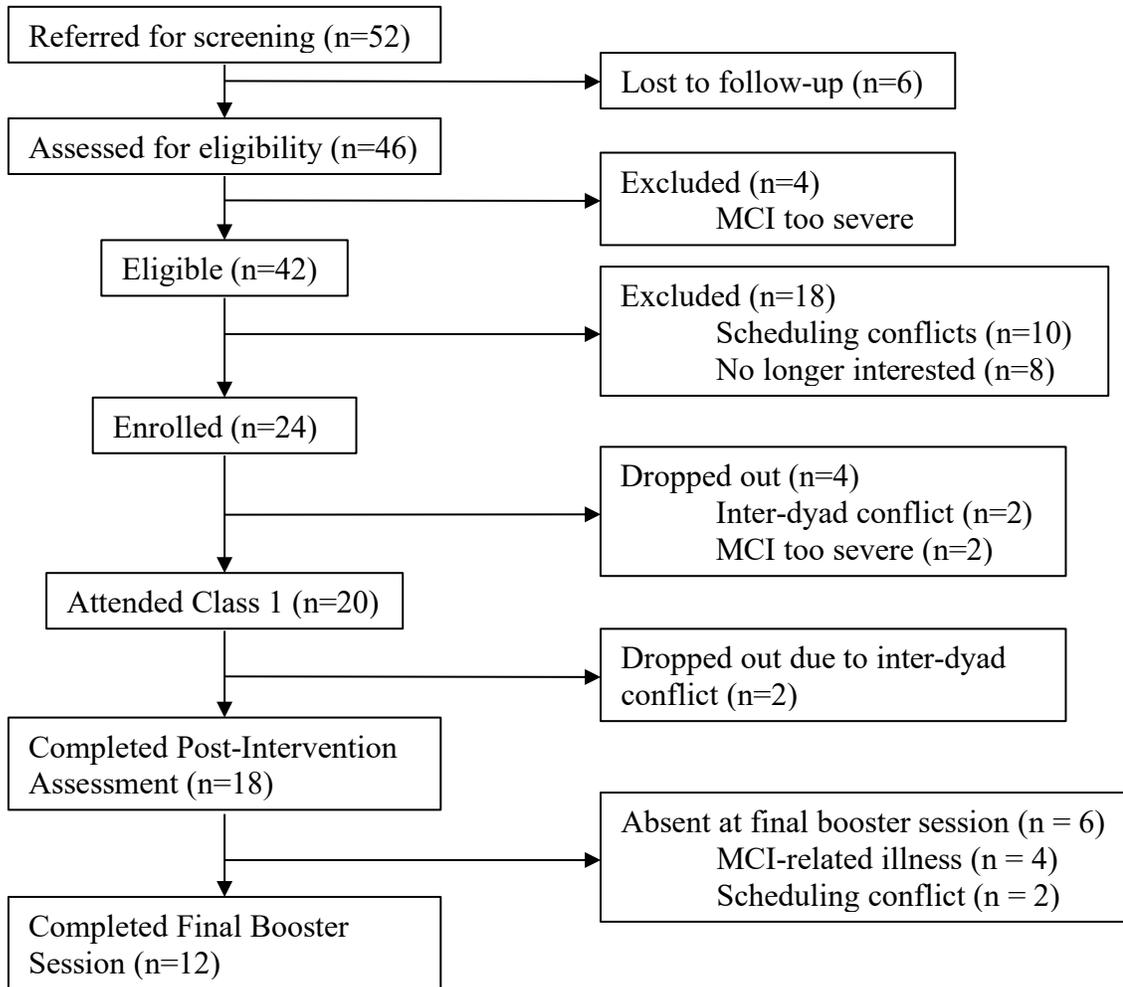 Referred for screening (n=52)
Lost to follow-up (n=6)
Assessed for eligibility (n=46)
Excluded (n=4)
MCI too severe
Eligible (n=42)
Excluded (n=18)
Scheduling conflicts (n=10)
No longer interested (n=8)
Enrolled (n=24)
Dropped out (n=4)
Inter-dyad conflict (n=2)
MCI too severe (n=2)
Attended Class 1 (n=20)
Dropped out due to inter-dyad
conflict (n=2)
Completed Post-Intervention
Assessment (n=18)
Absent at final booster session (n = 6)
MCI-related illness (n = 4)
Scheduling conflict (n = 2)
Completed Final Booster
Session (n=12)